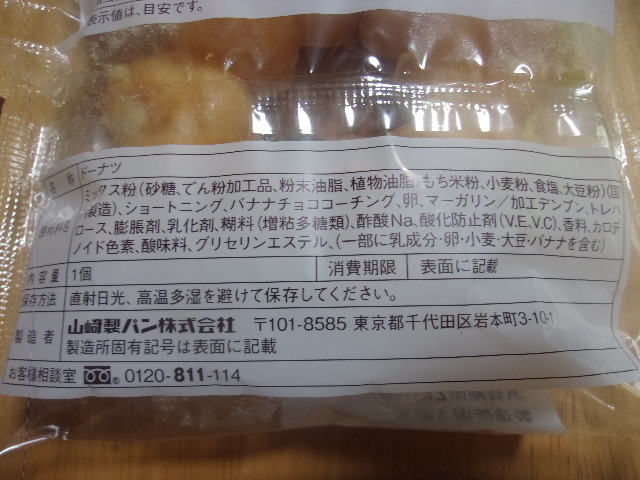 表示値は、目安です。
名称 ドーナツ
原材料名 ミックス粉(砂糖、でん粉加工品、粉末油脂、植物油脂、もち米粉、小麦粉、食塩、大豆粉)(国
内製造)、ショートニング、バナナチョココーチング、卵、マーガリン/加工デンプン、トレハ
ロース、膨脹剤、乳化剤、糊料(増粘多糖類)、酢酸Na、酸化防止剤(V.E、V.C)、香料、カロテ
ノイド色素、酸味料、グリセリンエステル、(一部に乳成分・卵・小麦・大豆・バナナを含む)
内容量 1個 消費期限 表面に記載
保存方法 直射日光、高温多湿を避けて保存してください。
製造者 山崎製パン株式会社 〒101-8585 東京都千代田区岩本町3-10-1
製造所固有記号は表面に記載
お客様相談室 0120-811-114